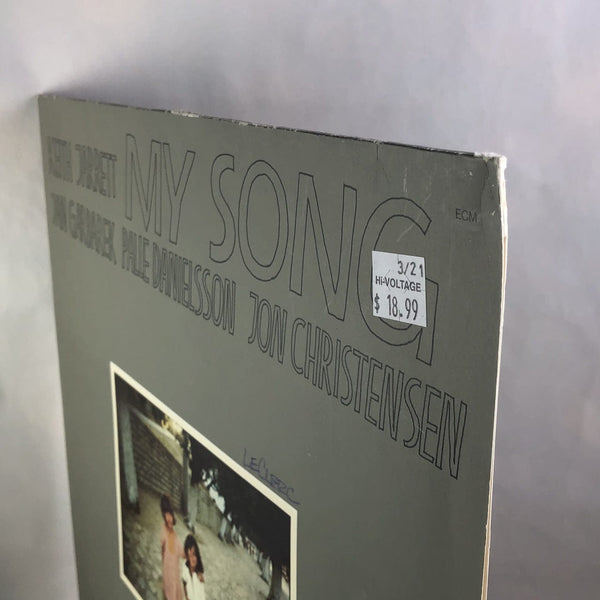 KEITH JARRETT MY SONG
ECM
JAN GARBAREK PALLE DANIELSSON JON CHRISTENSEN
3/21
Hi-VOLTAGE
$ 18.99
LeCLERC